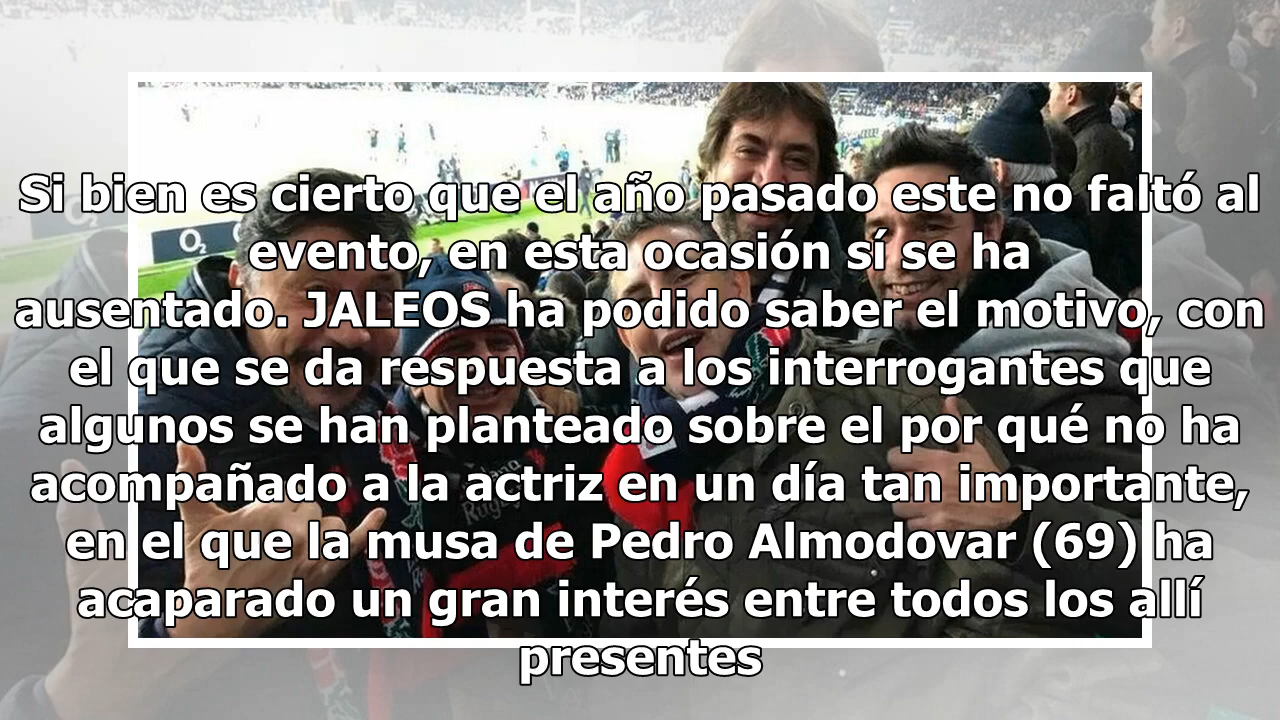 Si bien es cierto que el año pasado este no faltó al
evento, en esta ocasión sí se ha
ausentado. JALEOS ha podido saber el motivo, con
el que se da respuesta a los interrogantes que
algunos se han planteado sobre el por qué no ha
acompañado a la actriz en un día tan importante,
en el que la musa de Pedro Almodovar (69) ha
acaparado un gran interés entre todos los allí
presentes
O2